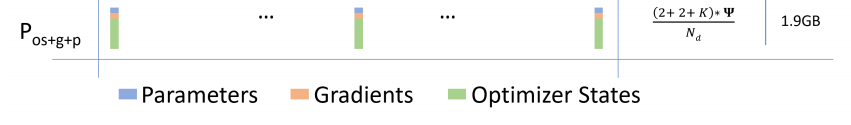 ... ...
P_os+g+p
(2+ 2+ K)* Ψ
N_d
1.9GB
Parameters Gradients Optimizer States